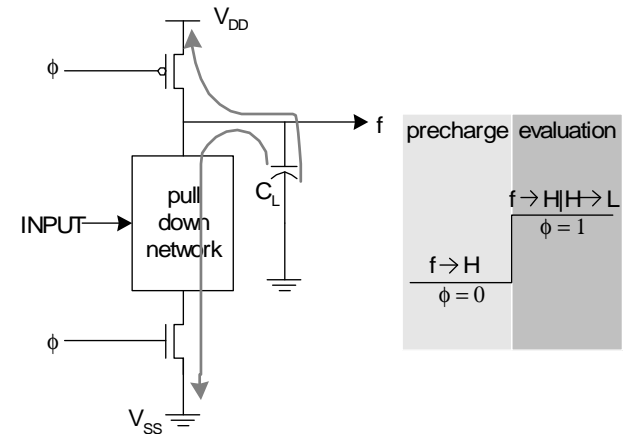 V_DD
ϕ
f
pull
down
network
C_L
INPUT
ϕ
V_SS
precharge evaluation
f→H|H→L
ϕ = 1
f→H
ϕ = 0